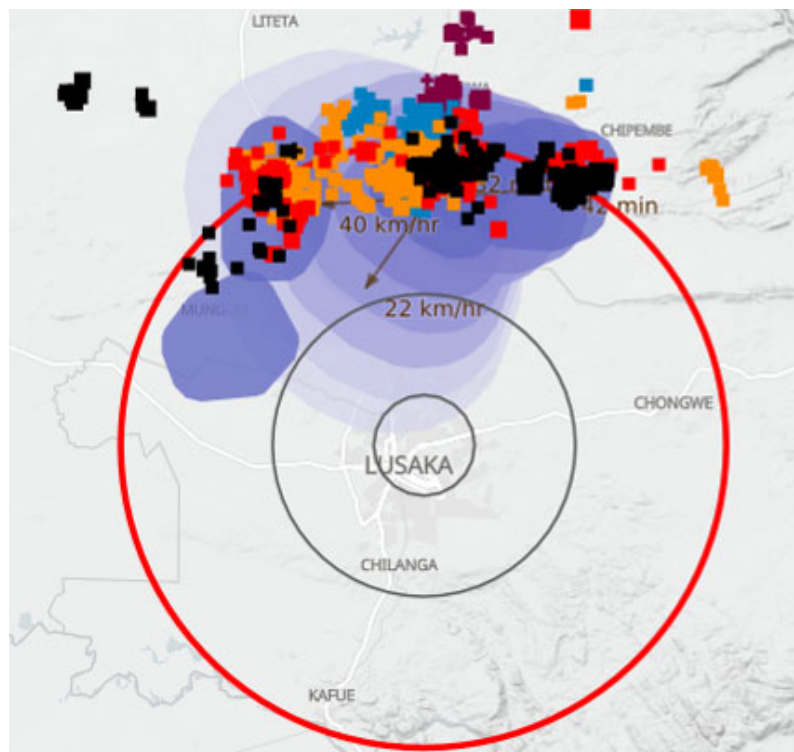 LITETA
CHIPEMBE
42 min
40 km/hr
22 km/hr
CHONGWE
LUSAKA
CHILANGA
KAFUE